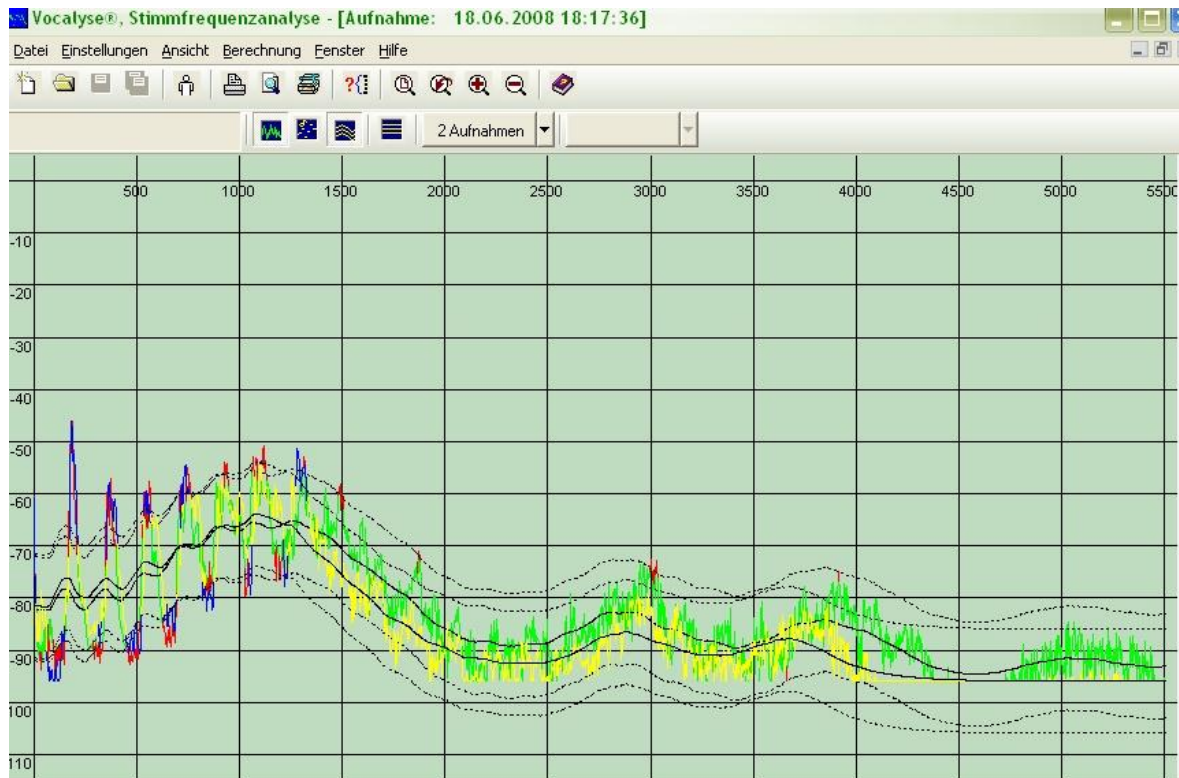 Vocalyse®, Stimmfrequenzanalyse - [Aufnahme: 18.06.2008 18:17:36]
Datei Einstellungen Ansicht Berechnung Fenster Hilfe
2 Aufnahmen
500 1000 1500 2000 2500 3000 3500 4000 4500 5000 5500
-10
-20
-30
-40
-50
-60
-70
-80
-90
100
110